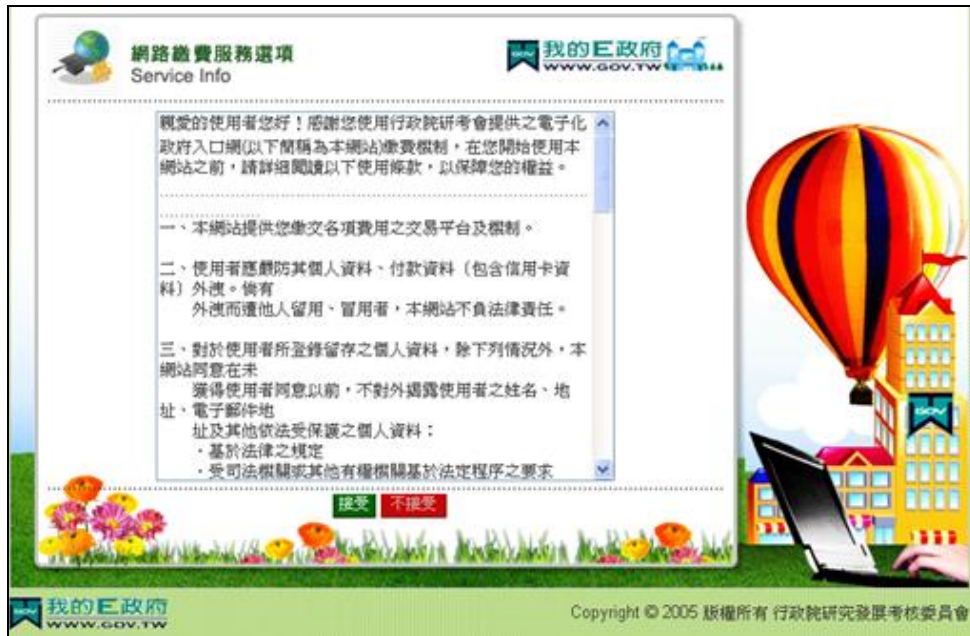 網路繳費服務選項
Service Info
我的E政府
WWW.GOV.TW
親愛的使用者您好！感謝您使用行政院研考會提供之電子化
政府入口網(以下簡稱為本網站)繳費機制，在您開始使用本
網站之前，請詳細閱讀以下使用條款，以保障您的權益。
一、本網站提供您繳交各項費用之交易平台及機制。
二、使用者應嚴防其個人資料、付款資料〔包含信用卡資
料〕外洩。倘有
外洩而遭他人留用、冒用者，本網站不負法律責任。
三、對於使用者所登錄留存之個人資料，除下列情況外，本
網站同意在未
獲得使用者同意以前，不對外揭露使用者之姓名、地
址、電子郵件地
址及其他依法受保護之個人資料：
．基於法律之規定
．受司法機關或其他有權機關基於法定程序之要求
接受 不接受
GOV
我的E政府
WWW.GOV.TW
Copyright © 2005 版權所有 行政院研究發展考核委員會